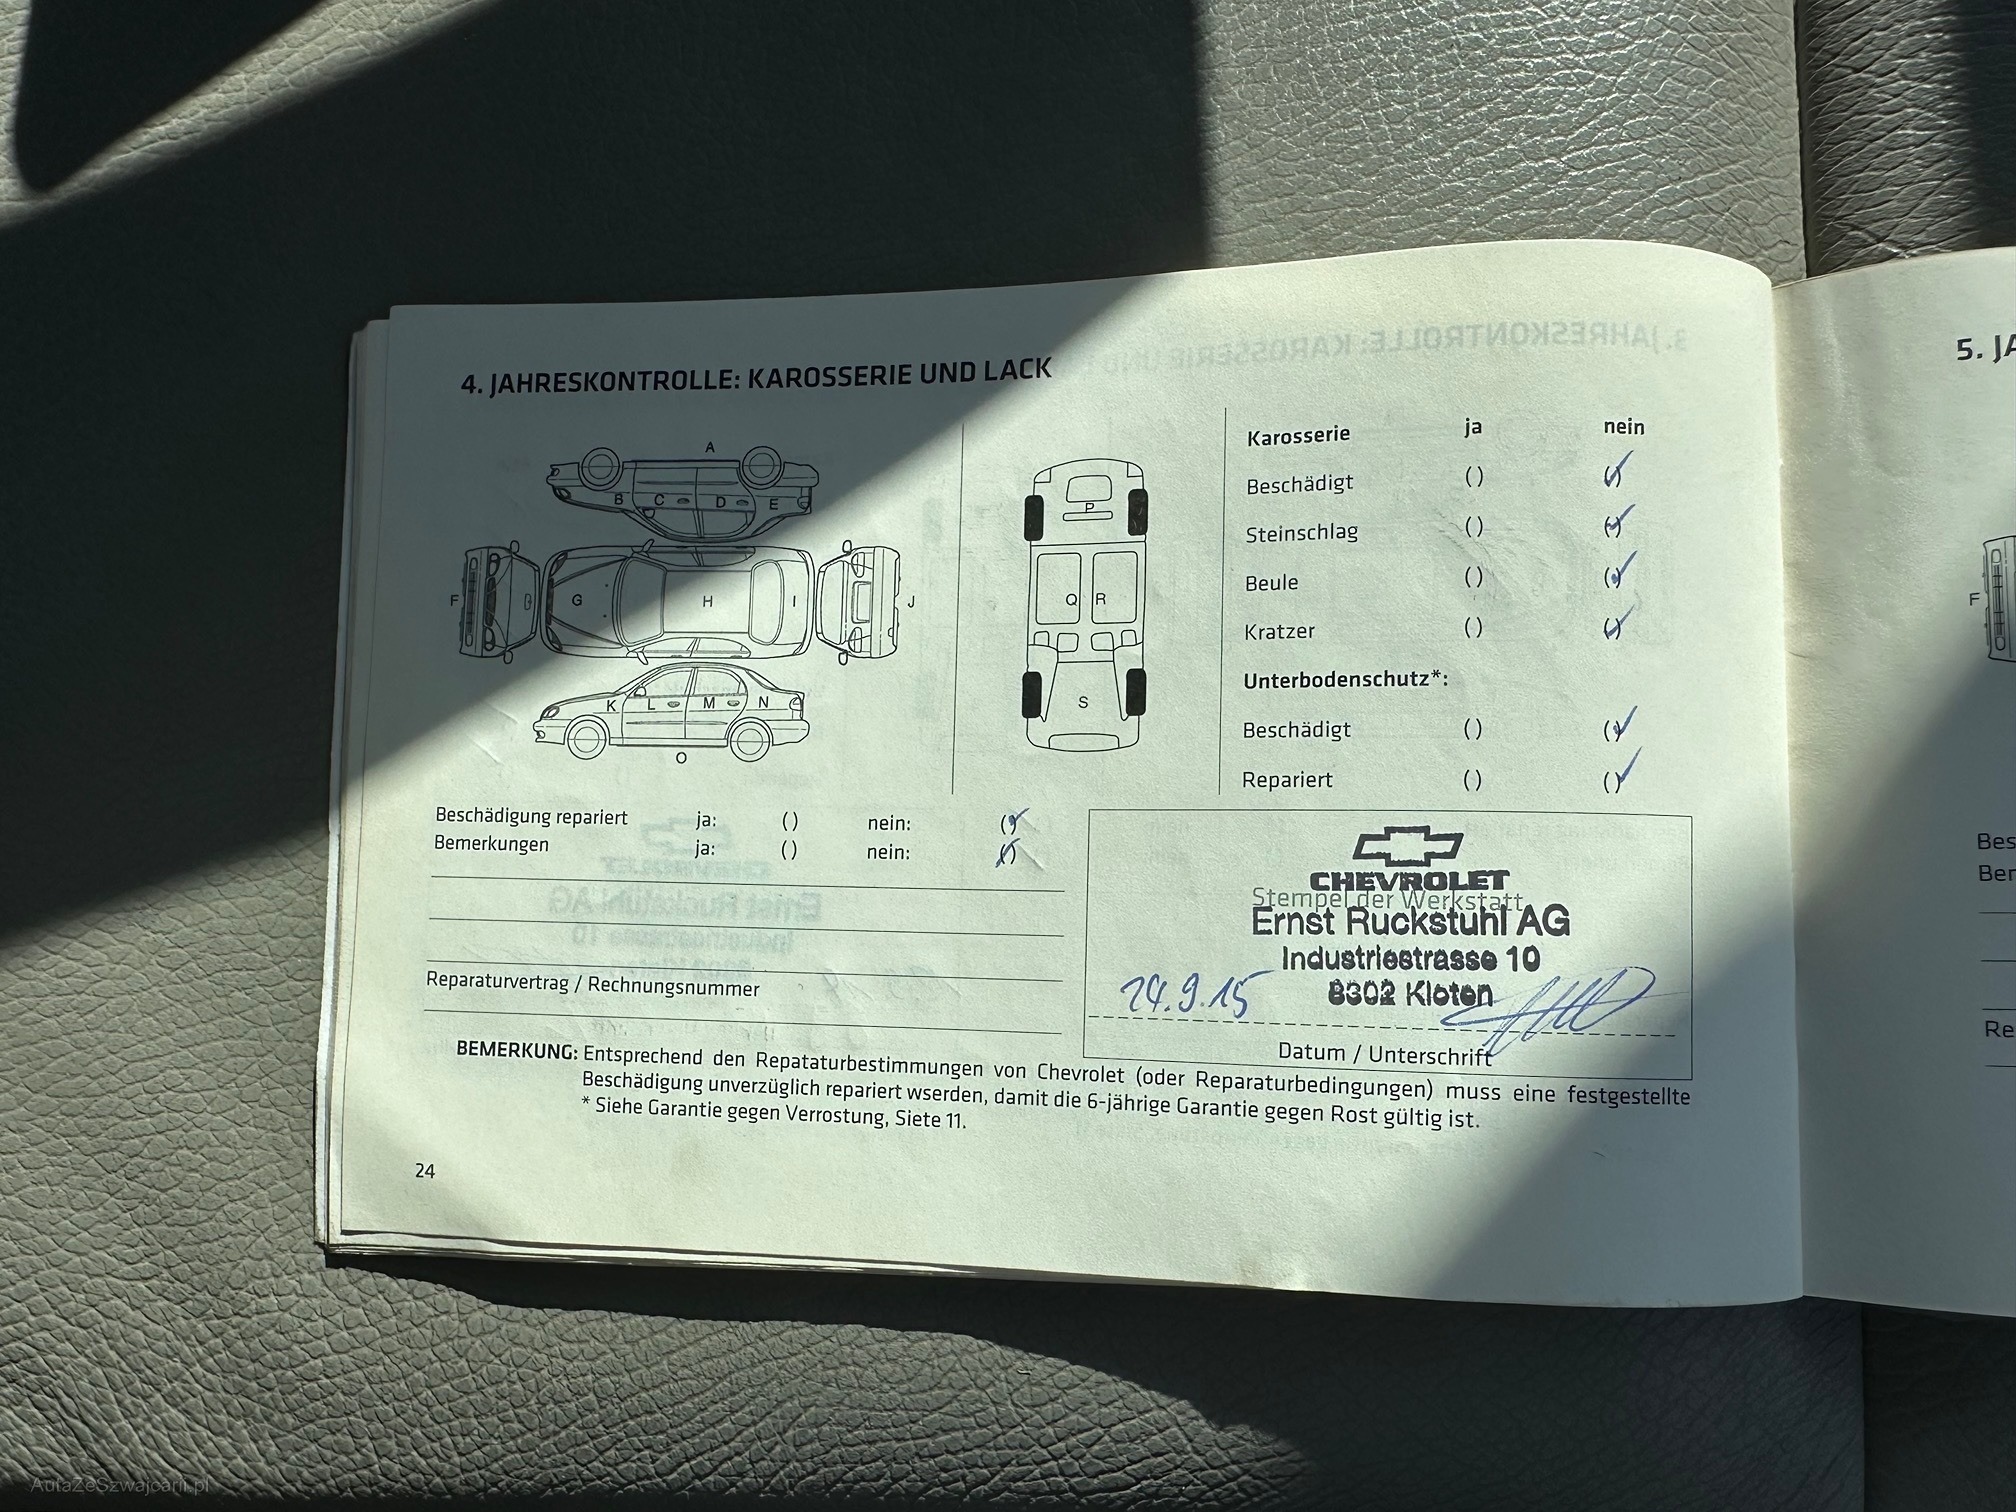 4. JAHRESKONTROLLE: KAROSSERIE UND LACK
A
B C D E
F G H I J
K L M N
O
P
Q R
S
Karosserie ja nein
Beschädigt ( ) (✓)
Steinschlag ( ) (✓)
Beule ( ) (✓)
Kratzer ( ) (✓)
Unterbodenschutz*:
Beschädigt ( ) (✓)
Repariert ( ) (✓)
Beschädigung repariert ja: ( ) nein: (✓)
Bemerkungen ja: ( ) nein: (✓)
Reparaturvertrag / Rechnungsnummer
CHEVROLET
Stempel der Werkstatt
Ernst Ruckstuhl AG
Industriestrasse 10
8302 Kloten
24.9.15
Datum / Unterschrift
BEMERKUNG: Entsprechend den Repataturbestimmungen von Chevrolet (oder Reparaturbedingungen) muss eine festgestellte
Beschädigung unverzüglich repariert wserden, damit die 6-jährige Garantie gegen Rost gültig ist.
* Siehe Garantie gegen Verrostung, Siete 11.
24
5. JA
F
Bes
Ber
Re
AutaZeSzwajcarii.pl